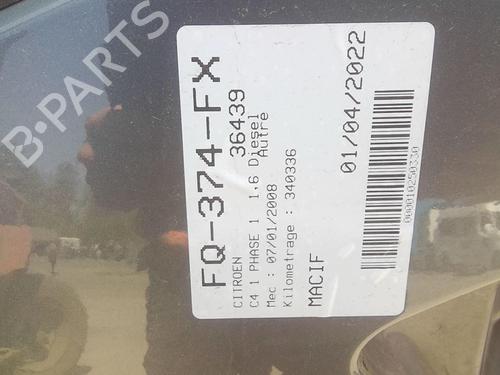 B-PARTS
FQ-374-FX
36439
CITROEN
C4 1 PHASE 1 1.6 Diesel
Autre
Mec : 07/01/2008
Kilometrage : 340336
MACIF
01/04/2022
0000010250330